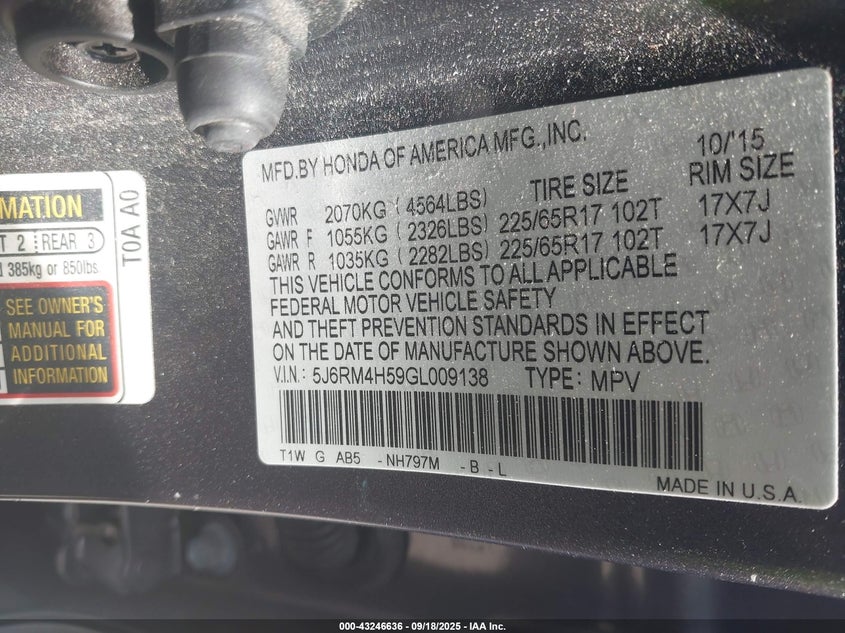 MFD.BY HONDA OF AMERICA MFG.,INC. 10/'15
TIRE SIZE RIM SIZE
GVWR 2070KG (4564LBS)
GAWR F 1055KG (2326LBS) 225/65R17 102T 17X7J
GAWR R 1035KG (2282LBS) 225/65R17 102T 17X7J
THIS VEHICLE CONFORMS TO ALL APPLICABLE
FEDERAL MOTOR VEHICLE SAFETY
AND THEFT PREVENTION STANDARDS IN EFFECT
ON THE DATE OF MANUFACTURE SHOWN ABOVE.
V.I.N.: 5J6RM4H59GL009138 TYPE: MPV
T1W G AB5 -NH797M -B-L
MADE IN U.S.A.
T0A A0
2 REAR 3
385kg or 850lbs
SEE OWNER'S
MANUAL FOR
ADDITIONAL
INFORMATION
000-43246636 - 09/18/2025 - IAA Inc.